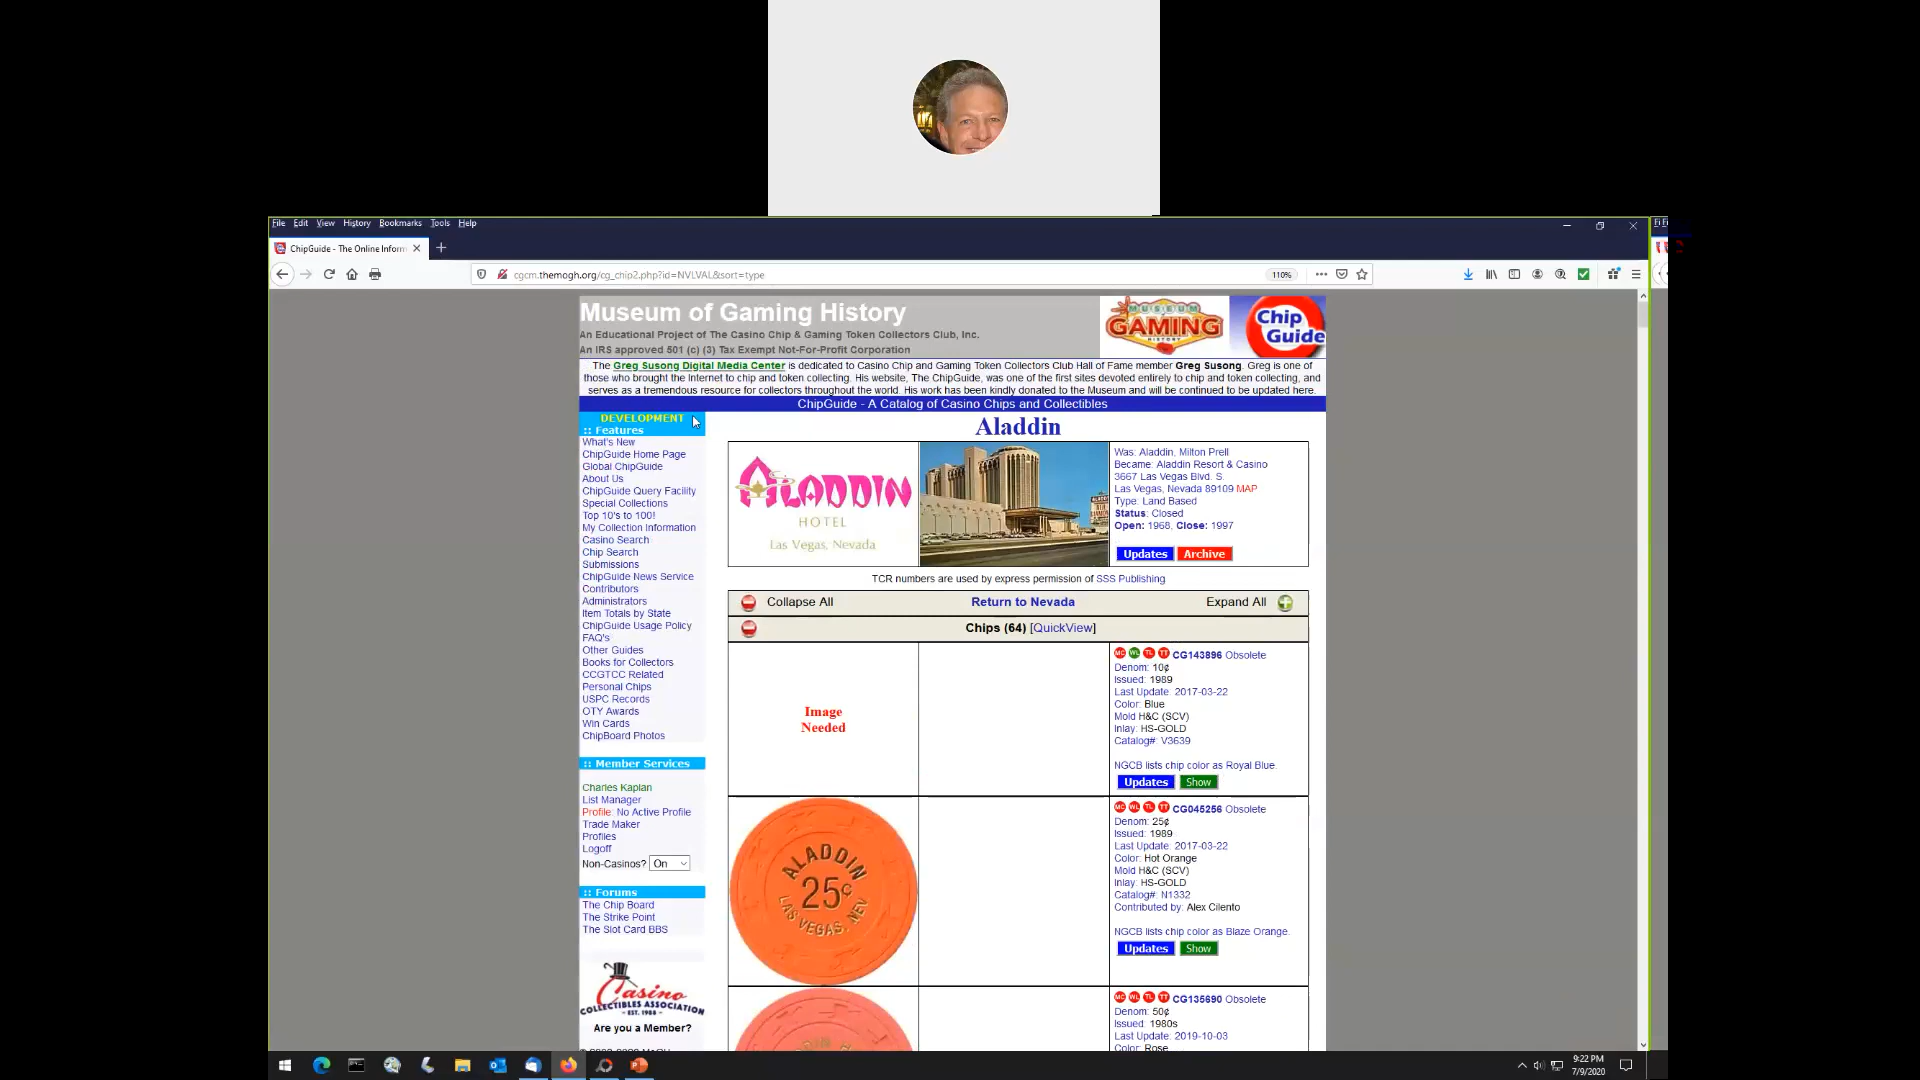 File Edit View History Bookmarks Tools Help
ChipGuide - The Online Inform
cgcm.themogh.org/cg_chip2.php?id=NVLVAL&sort=type
110%
Museum of Gaming History
An Educational Project of The Casino Chip & Gaming Token Collectors Club, Inc.
An IRS approved 501 (c) (3) Tax Exempt Not-For-Profit Corporation
MUSEUM OF
GAMING
HISTORY
Chip
Guide
The Greg Susong Digital Media Center is dedicated to Casino Chip and Gaming Token Collectors Club Hall of Fame member Greg Susong. Greg is one of
those who brought the Internet to chip and token collecting. His website, The ChipGuide, was one of the first sites devoted entirely to chip and token collecting, and
serves as a tremendous resource for collectors throughout the world. His work has been kindly donated to the Museum and will be continued to be updated here.
ChipGuide - A Catalog of Casino Chips and Collectibles
DEVELOPMENT
:: Features
What's New
ChipGuide Home Page
Global ChipGuide
About Us
ChipGuide Query Facility
Special Collections
Top 10's to 100!
My Collection Information
Casino Search
Chip Search
Submissions
ChipGuide News Service
Contributors
Administrators
Item Totals by State
ChipGuide Usage Policy
FAQ's
Other Guides
Books for Collectors
CCGTCC Related
Personal Chips
USPC Records
OTY Awards
Win Cards
ChipBoard Photos
:: Member Services
Charles Kaplan
List Manager
Profile: No Active Profile
Trade Maker
Profiles
Logoff
Non-Casinos? On
:: Forums
The Chip Board
The Strike Point
The Slot Card BBS
Casino
COLLECTIBLES ASSOCIATION
- EST. 1988 -
Are you a Member?
Aladdin
ALADDIN
HOTEL
Las Vegas, Nevada
Was: Aladdin, Milton Prell
Became: Aladdin Resort & Casino
3667 Las Vegas Blvd. S.
Las Vegas, Nevada 89109 MAP
Type: Land Based
Status: Closed
Open: 1968, Close: 1997
Updates Archive
TCR numbers are used by express permission of SSS Publishing
Collapse All Return to Nevada Expand All
Chips (64) [QuickView]
Image
Needed
MC WL TL TT CG143896 Obsolete
Denom: 10¢
Issued: 1989
Last Update: 2017-03-22
Color: Blue
Mold H&C (SCV)
Inlay: HS-GOLD
Catalog#: V3639
NGCB lists chip color as Royal Blue.
Updates Show
ALADDIN
25¢
LAS VEGAS, NEV
MC WL TL TT CG045256 Obsolete
Denom: 25¢
Issued: 1989
Last Update: 2017-03-22
Color: Hot Orange
Mold H&C (SCV)
Inlay: HS-GOLD
Catalog#: N1332
Contributed by: Alex Cilento
NGCB lists chip color as Blaze Orange.
Updates Show
MC WL TL TT CG135690 Obsolete
Denom: 50¢
Issued: 1980s
Last Update: 2019-10-03
Color: Rose
9:22 PM
7/9/2020